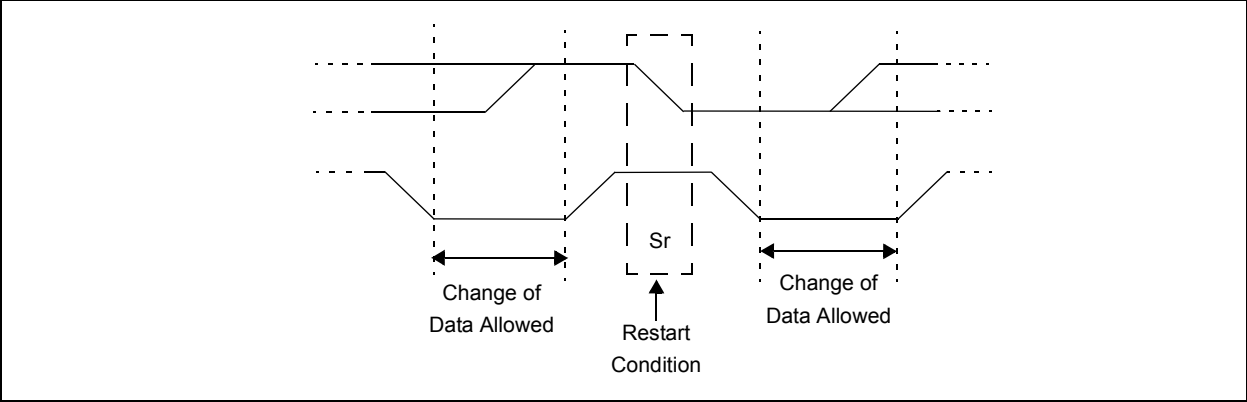 Sr
Change of
Data Allowed
Restart
Condition
Change of
Data Allowed